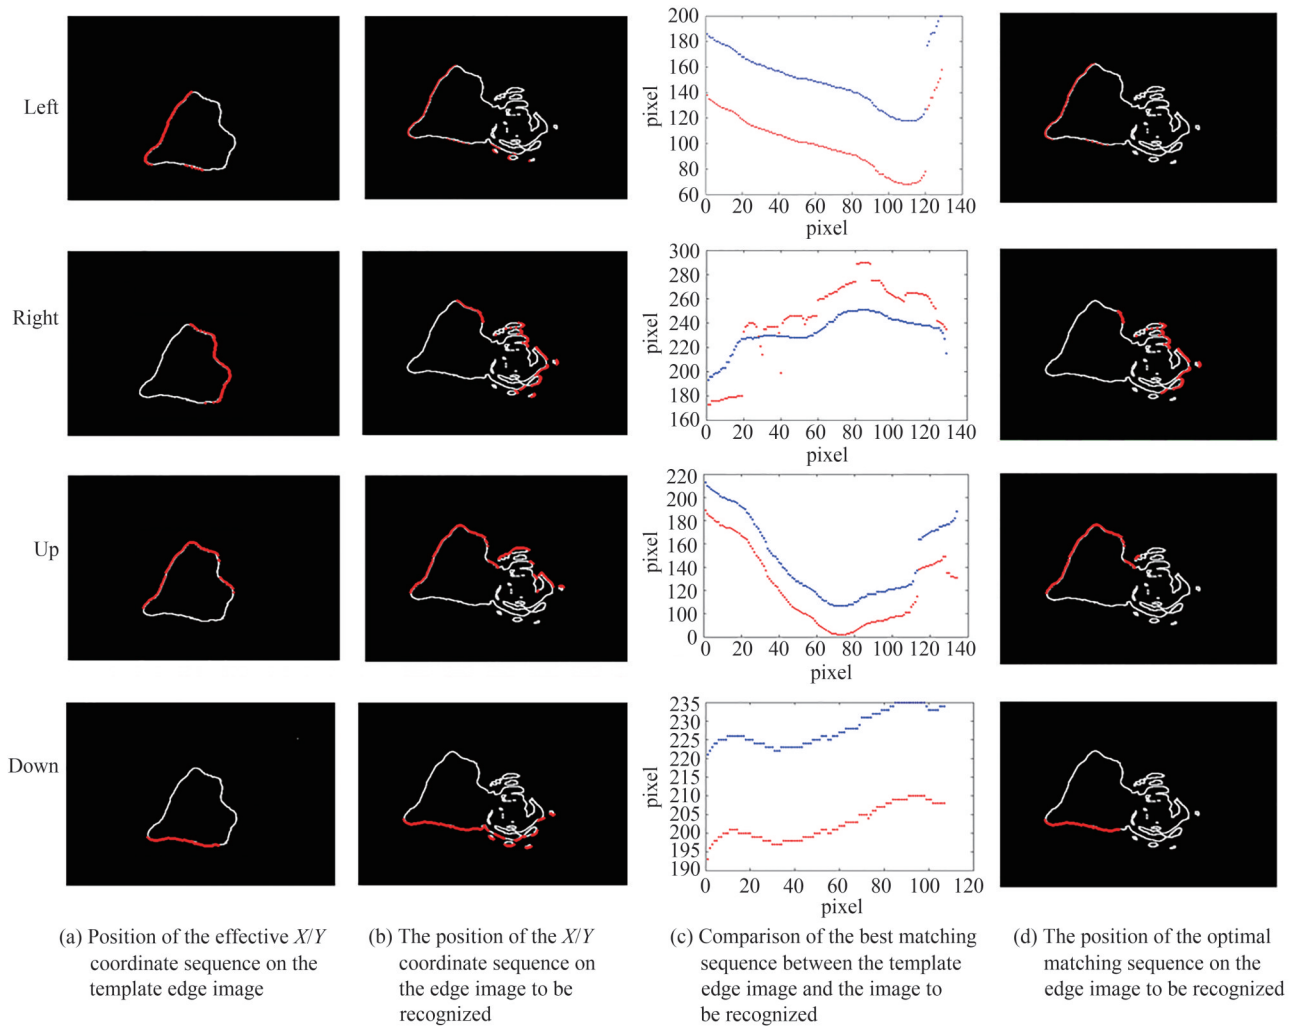 Left
200
180
160
140
120
100
80
60
pixel
0 20 40 60 80 100 120 140
pixel
Right
300
280
260
240
220
200
180
160
pixel
0 20 40 60 80 100 120 140
pixel
Up
220
200
180
160
140
120
100
0
pixel
0 20 40 60 80 100 120 140
pixel
Down
235
230
225
220
215
210
205
200
195
190
pixel
0 20 40 60 80 100 120
pixel
(a) Position of the effective X/Y
coordinate sequence on the
template edge image
(b) The position of the X/Y
coordinate sequence on
the edge image to be
recognized
(c) Comparison of the best matching
sequence between the template
edge image and the image to
be recognized
(d) The position of the optimal
matching sequence on the
edge image to be recognized